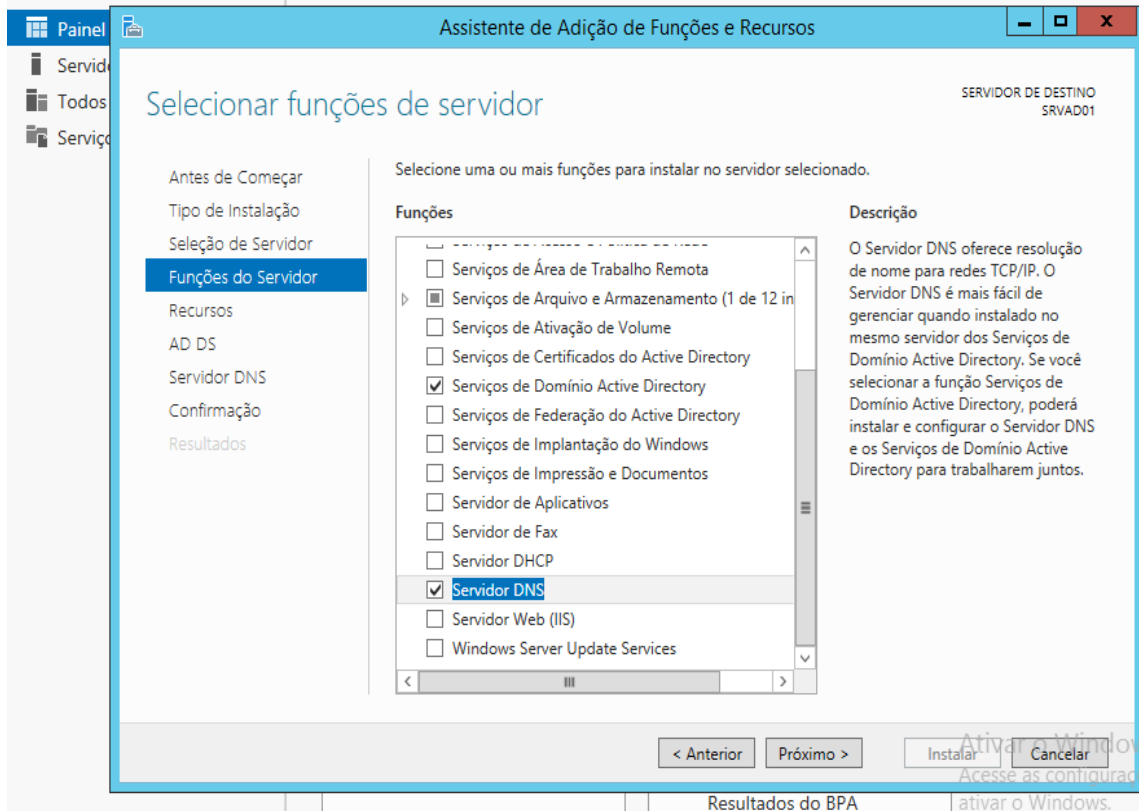 Painel
Assistente de Adição de Funções e Recursos
Todos
Selecionar funções de servidor
SERVIDOR DE DESTINO
SRVAD01
Antes de Começar
Tipo de Instalação
Seleção de Servidor
Funções do Servidor
Recursos
AD DS
Servidor DNS
Confirmação
Resultados
Selecione uma ou mais funções para instalar no servidor selecionado.
Funções
Serviços de Área de Trabalho Remota
Serviços de Arquivo e Armazenamento (1 de 12 in
Serviços de Ativação de Volume
Serviços de Certificados do Active Directory
Serviços de Domínio Active Directory
Serviços de Federação do Active Directory
Serviços de Implantação do Windows
Serviços de Impressão e Documentos
Servidor de Aplicativos
Servidor de Fax
Servidor DHCP
Servidor DNS
Servidor Web (IIS)
Windows Server Update Services
Descrição
O Servidor DNS oferece resolução
de nome para redes TCP/IP. O
Servidor DNS é mais fácil de
gerenciar quando instalado no
mesmo servidor dos Serviços de
Domínio Active Directory. Se você
selecionar a função Serviços de
Domínio Active Directory, poderá
instalar e configurar o Servidor DNS
e os Serviços de Domínio Active
Directory para trabalharem juntos.
< Anterior
Próximo >
Instalar
Cancelar
Ativar o Window
Acesse as configuraç
ativar o Windows.
Resultados do BPA